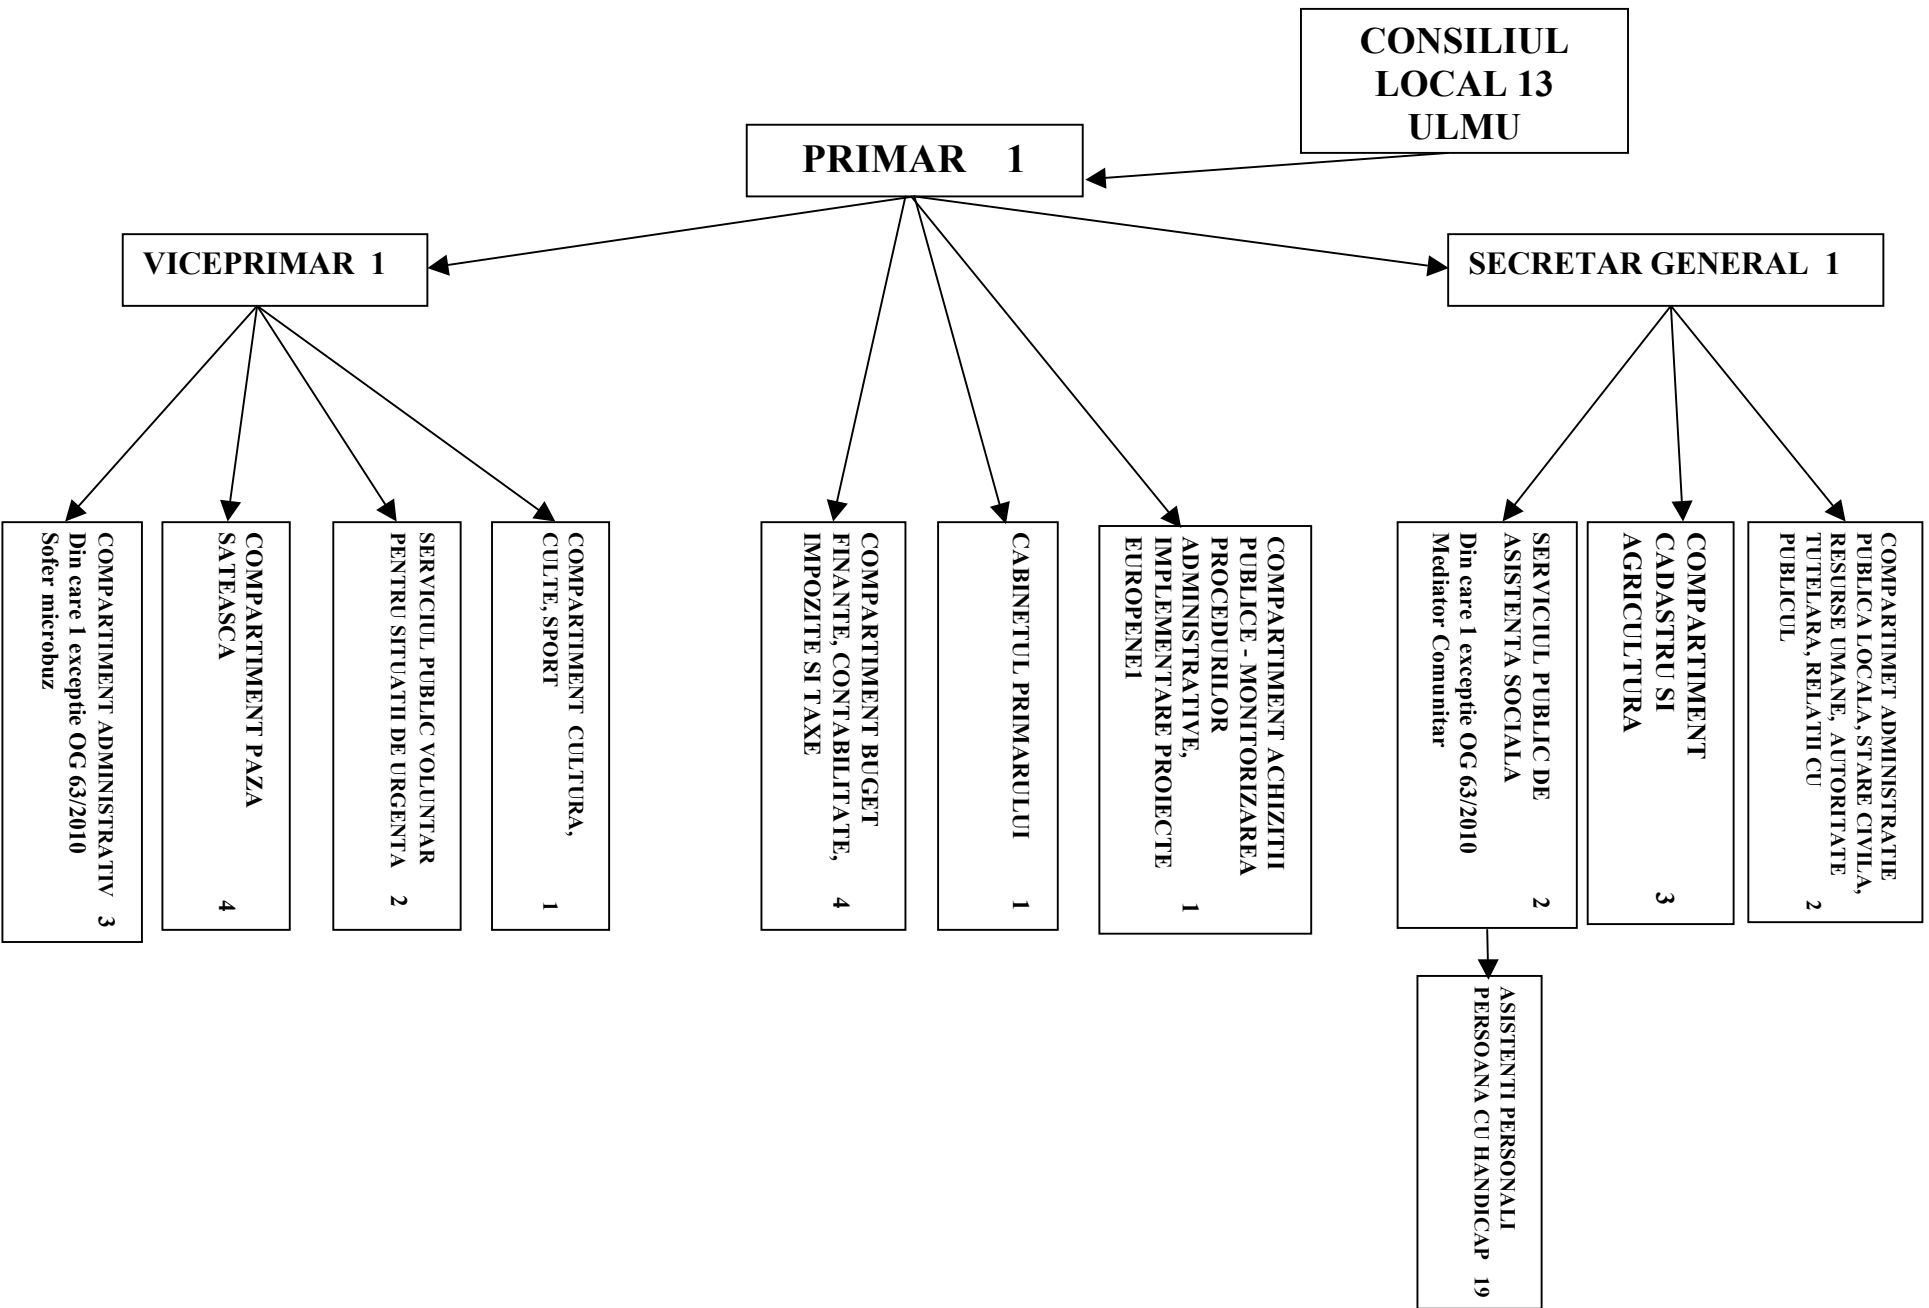 CONSILIUL
LOCAL 13
ULMU
PRIMAR 1
VICEPRIMAR 1
SECRETAR GENERAL 1
COMPARTIMENT ADMINISTRATIV 3
Din care 1 exceptie OG 63/2010
Sofer microbuz
COMPARTIMENT PAZA
SATEASCA 4
SERVICIUL PUBLIC VOLUNTAR
PENTRU SITUATII DE URGENTA 2
COMPARTIMENT CULTURA,
CULTE, SPORT 1
COMPARTIMENT BUGET
FINANTE, CONTABILITATE, 4
IMPOZITE SI TAXE
CABINETUL PRIMARULUI 1
COMPARTIMENT ACHIZITII
PUBLICE - MONITORIZAREA
PROCEDURILOR
ADMINISTRATIVE, 1
IMPLEMENTARE PROIECTE
EUROPENE1
SERVICIUL PUBLIC DE 2
ASISTENTA SOCIALA
Din care 1 exceptie OG 63/2010
Mediator Comunitar
COMPARTIMENT
CADASTRU SI 3
AGRICULTURA
COMPARTIMET ADMINISTRATIE
PUBLICA LOCALA, STARE CIVILA,
RESURSE UMANE, AUTORITATE
TUTELARA, RELATII CU 2
PUBLICUL
ASISTENTI PERSONALI
PERSOANA CU HANDICAP 19